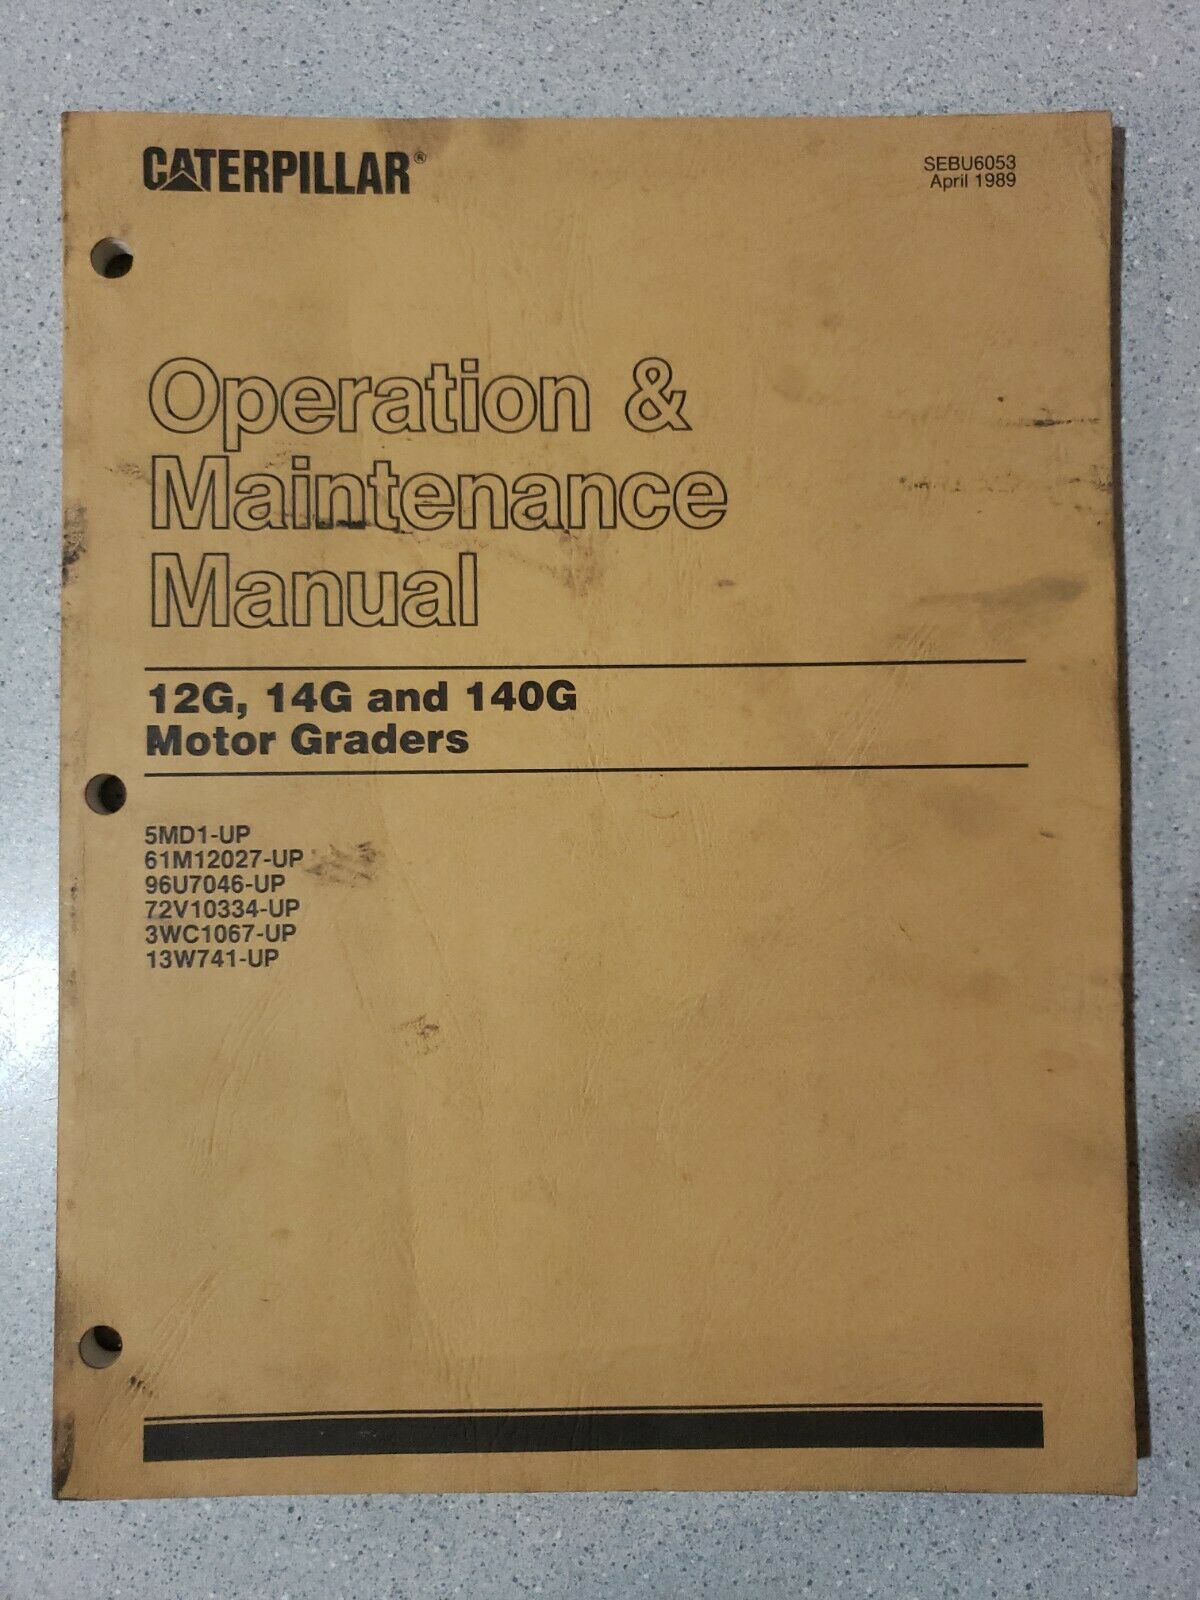 CATERPILLAR®
SEBU6053
April 1989
Operation &
Maintenance
Manual
12G, 14G and 140G
Motor Graders
5MD1-UP
61M12027-UP
96U7046-UP
72V10334-UP
3WC1067-UP
13W741-UP